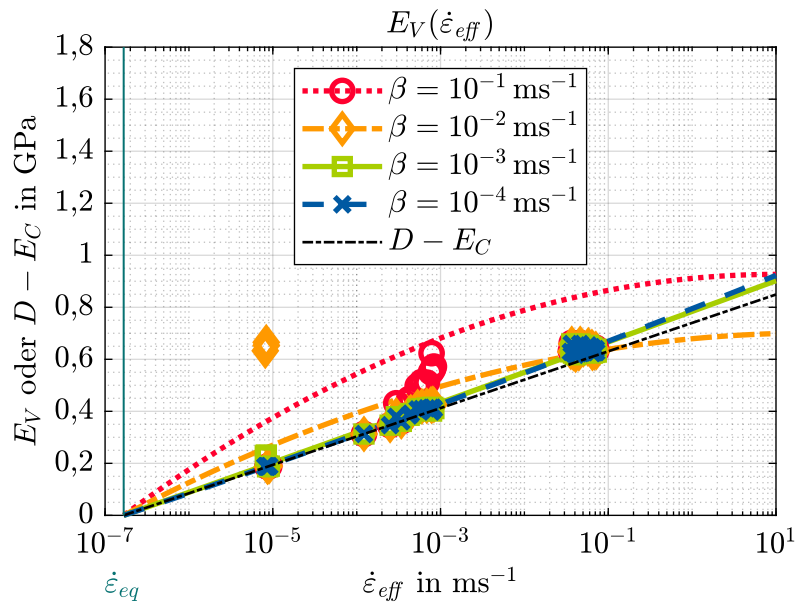 E_V(ε̇_eff)
1,8
1,6
1,4
1,2
1
0,8
0,6
0,4
0,2
0
E_V oder D − E_C in GPa
β = 10⁻¹ ms⁻¹
β = 10⁻² ms⁻¹
β = 10⁻³ ms⁻¹
β = 10⁻⁴ ms⁻¹
D − E_C
10⁻⁷ 10⁻⁵ 10⁻³ 10⁻¹ 10¹
ε̇_eq ε̇_eff in ms⁻¹